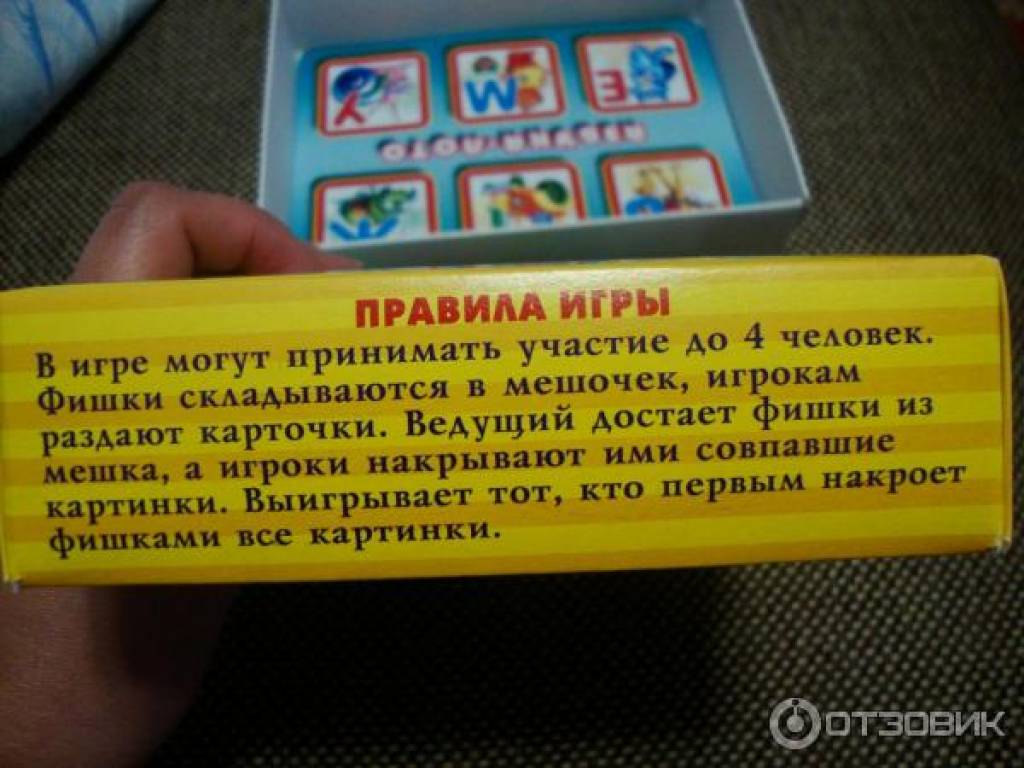 ПРАВИЛА ИГРЫ
В игре могут принимать участие до 4 человек.
Фишки складываются в мешочек, игрокам
раздают карточки. Ведущий достает фишки из
мешка, а игроки накрывают ими совпавшие
картинки. Выигрывает тот, кто первым накроет
фишками все картинки.
ОТЗОВИК